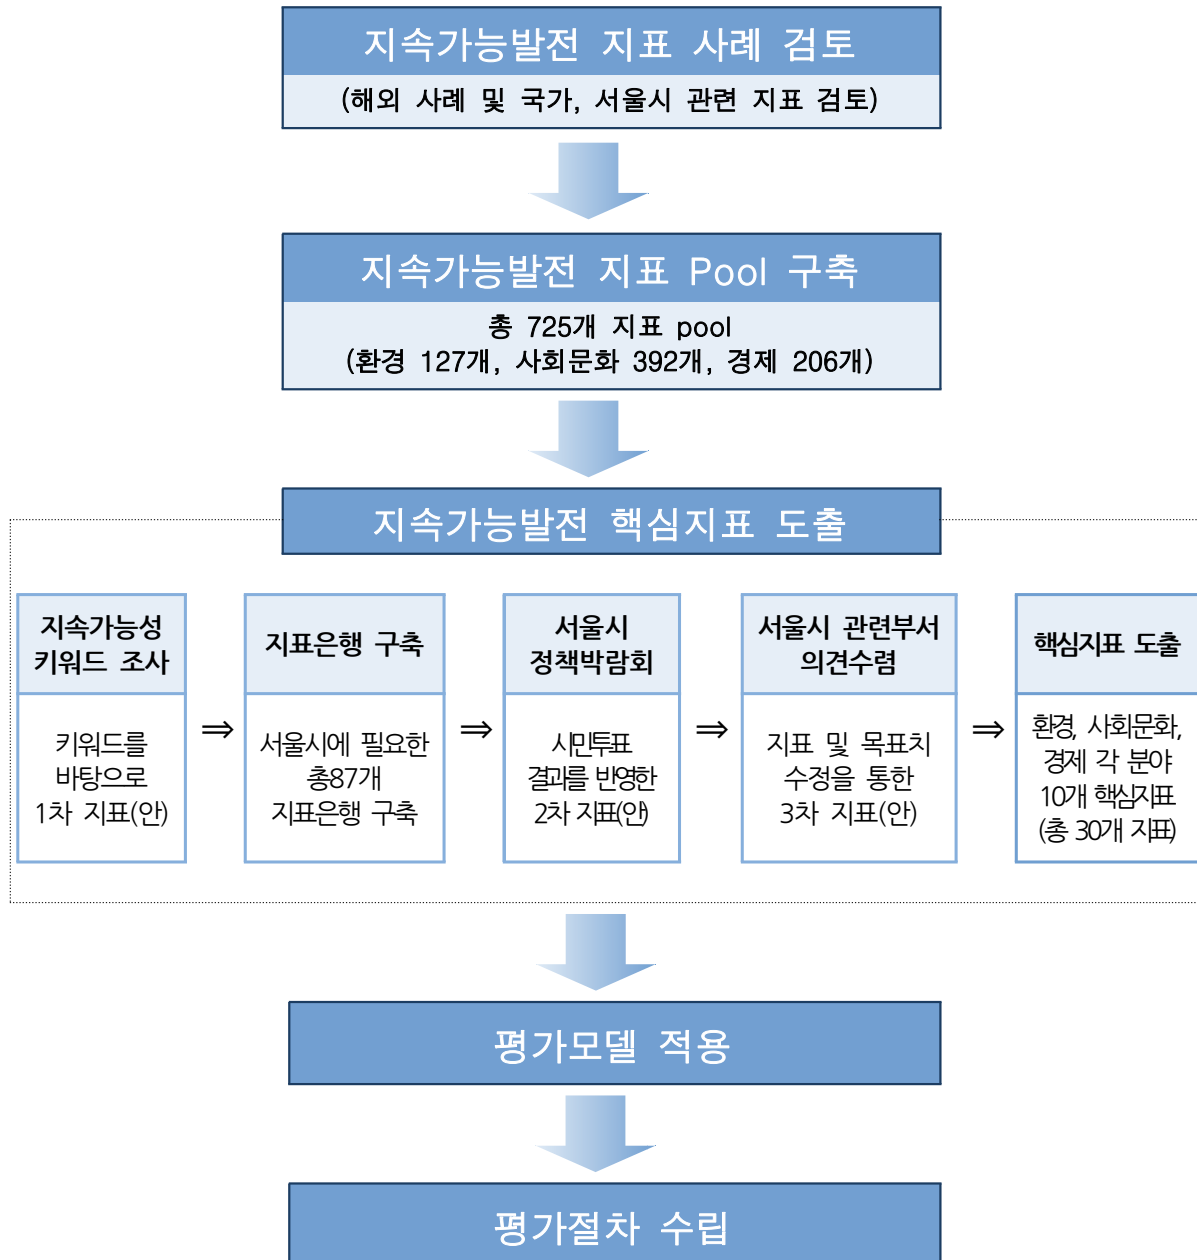 지속가능발전 지표 사례 검토
(해외 사례 및 국가, 서울시 관련 지표 검토)
지속가능발전 지표 Pool 구축
총 725개 지표 pool
(환경 127개, 사회문화 392개, 경제 206개)
지속가능발전 핵심지표 도출
지속가능성
키워드 조사
키워드를
바탕으로
1차 지표(안)
⇒
지표은행 구축
서울시에 필요한
총87개
지표은행 구축
⇒
서울시
정책박람회
시민투표
결과를 반영한
2차 지표(안)
⇒
서울시 관련부서
의견수렴
지표 및 목표치
수정을 통한
3차 지표(안)
⇒
핵심지표 도출
환경, 사회문화,
경제 각 분야
10개 핵심지표
(총 30개 지표)
평가모델 적용
평가절차 수립